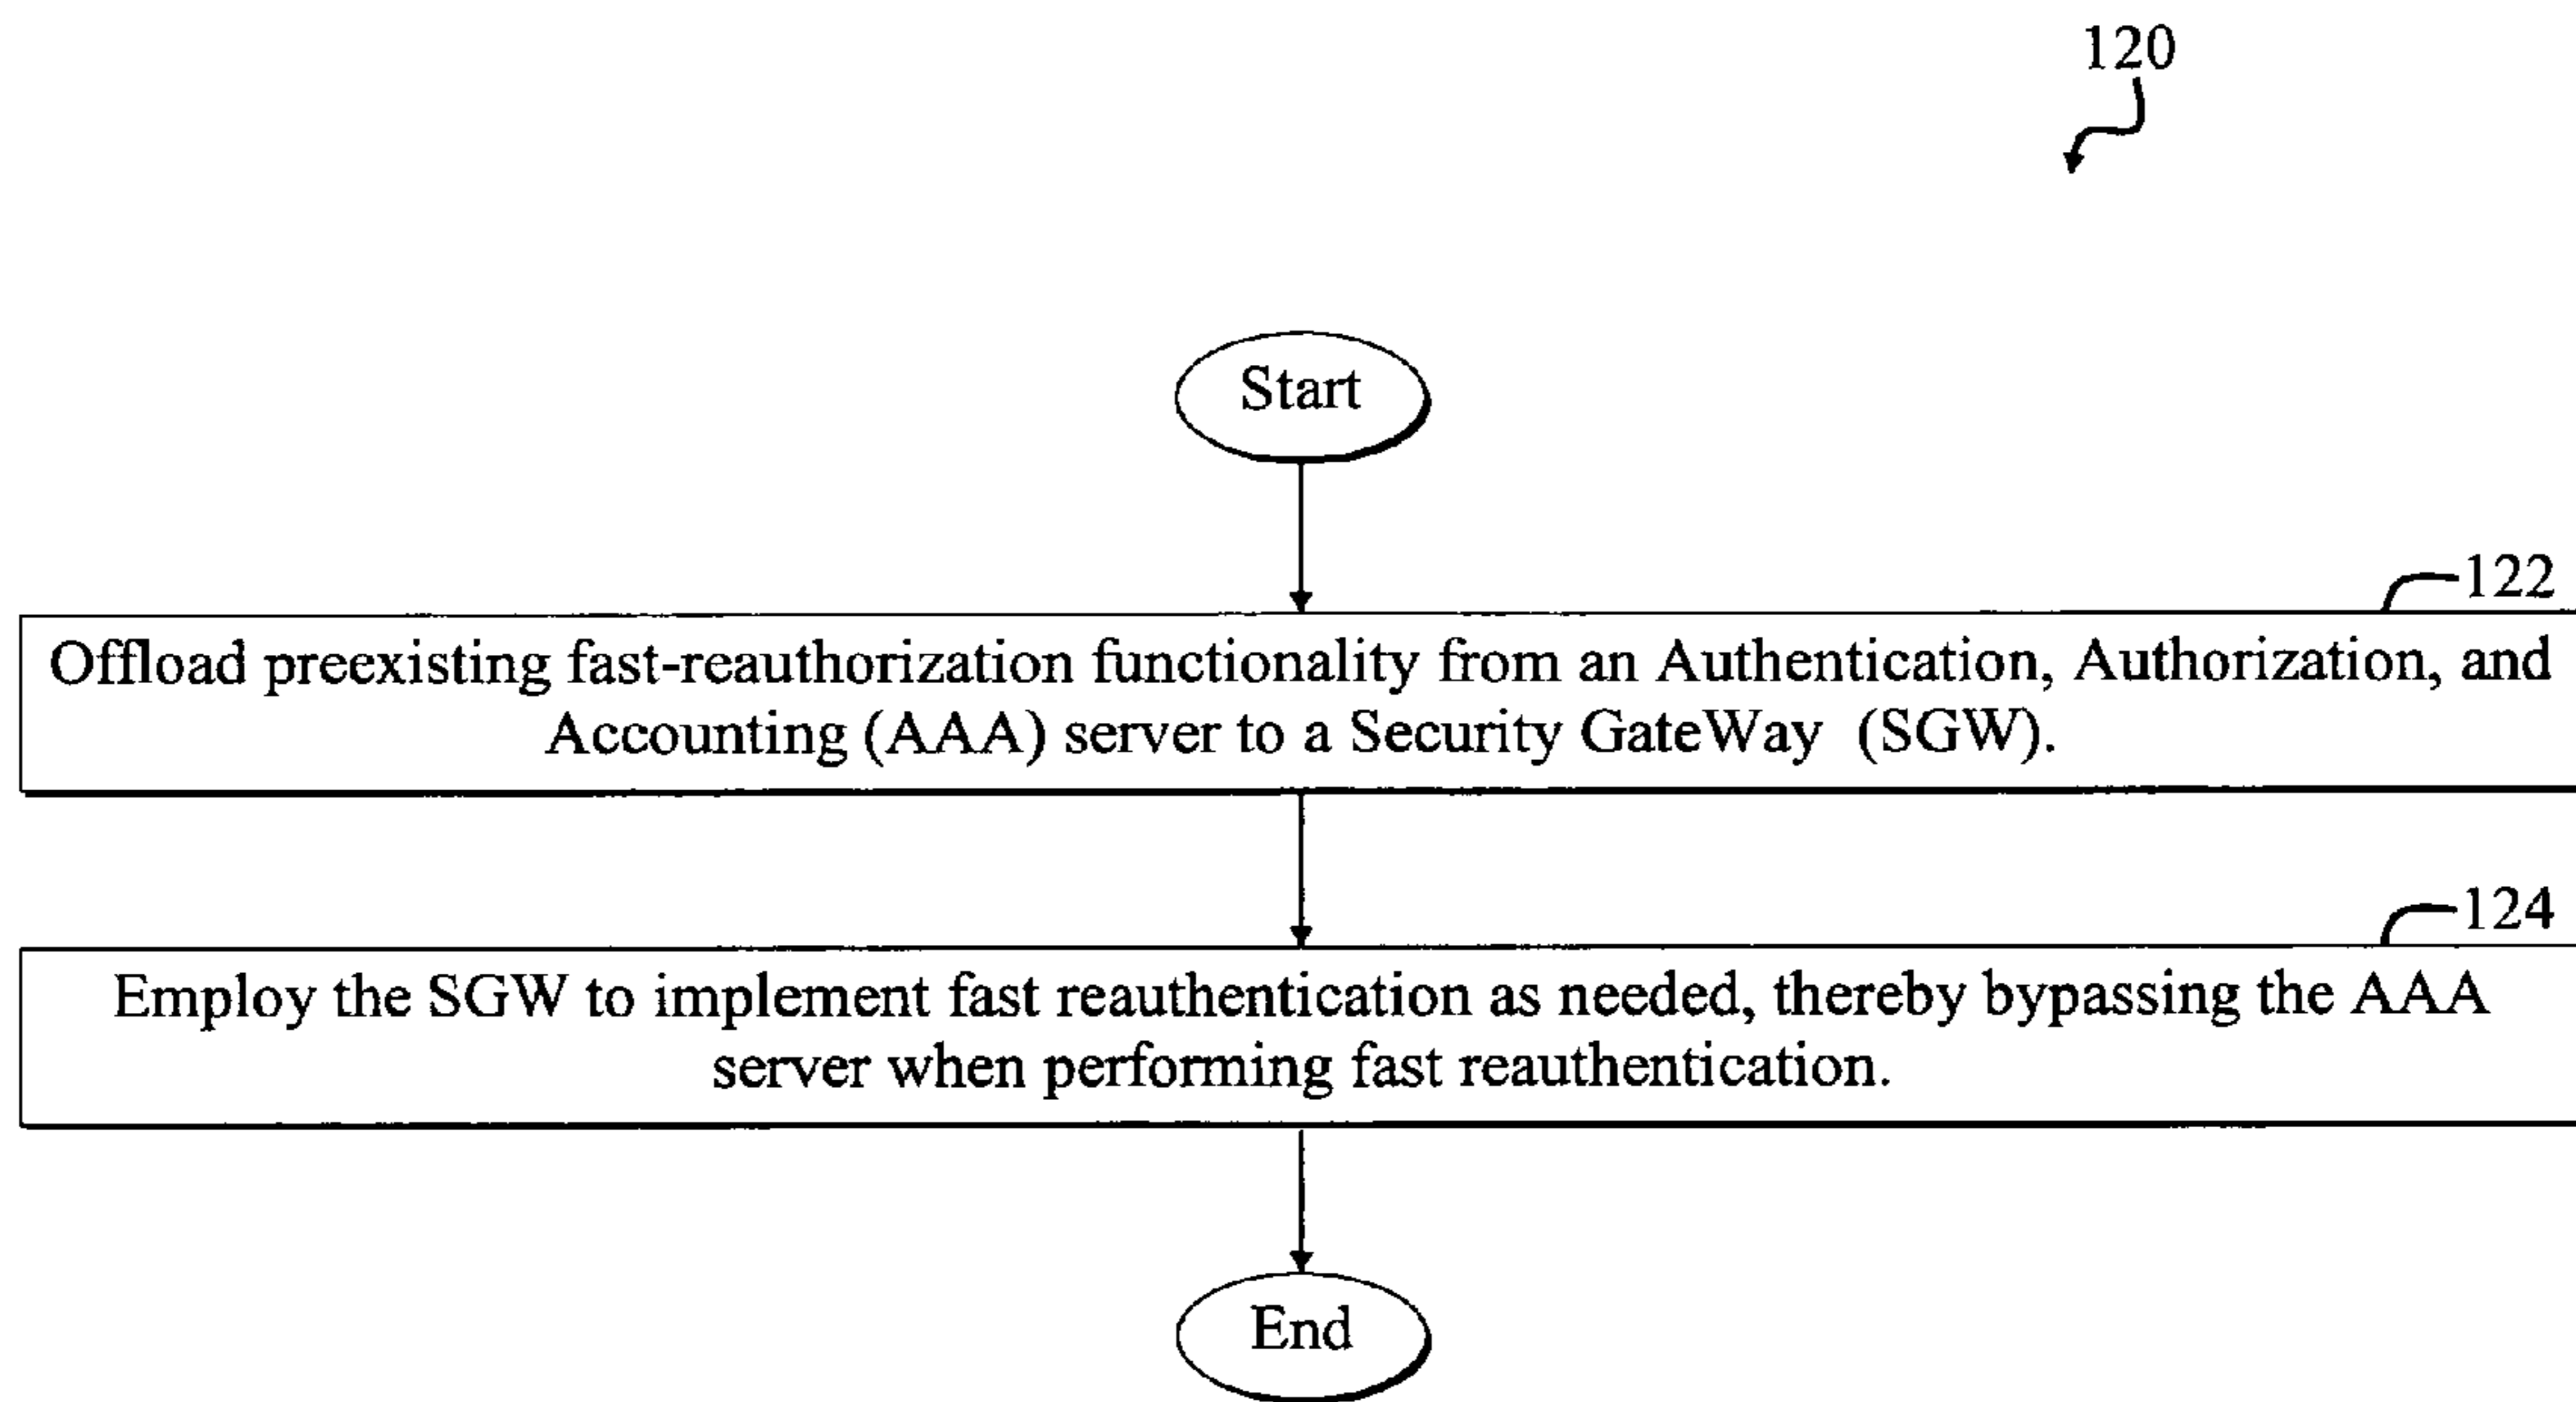 120
Start
122
Offload preexisting fast-reauthorization functionality from an Authentication, Authorization, and
Accounting (AAA) server to a Security GateWay (SGW).
124
Employ the SGW to implement fast reauthentication as needed, thereby bypassing the AAA
server when performing fast reauthentication.
End